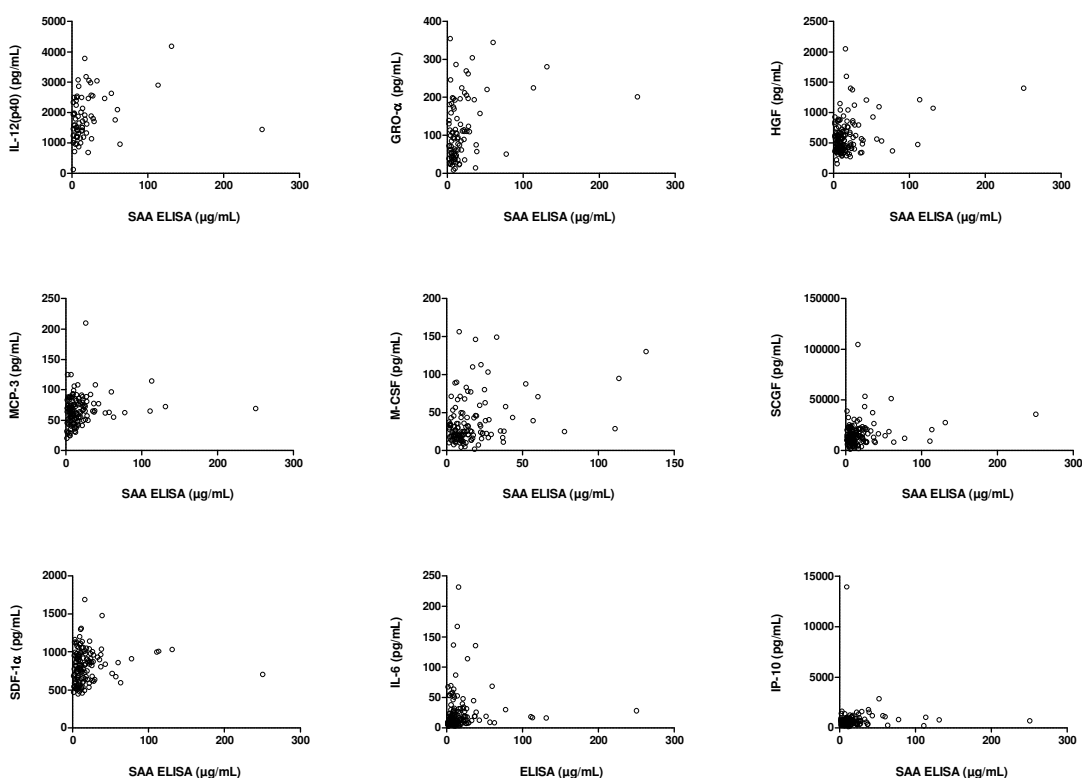 5000
4000
3000
2000
1000
0
0 100 200 300
IL-12(p40) (pg/mL)
SAA ELISA (µg/mL)
400
300
200
100
0
0 100 200 300
GRO-α (pg/mL)
SAA ELISA (µg/mL)
2500
2000
1500
1000
500
0
0 100 200 300
HGF (pg/mL)
SAA ELISA (µg/mL)
250
200
150
100
50
0
0 100 200 300
MCP-3 (pg/mL)
SAA ELISA (µg/mL)
200
150
100
50
0
0 50 100 150
M-CSF (pg/mL)
SAA ELISA (µg/mL)
150000
100000
50000
0
0 100 200 300
SCGF (pg/mL)
SAA ELISA (µg/mL)
2000
1500
1000
500
0
0 100 200 300
SDF-1α (pg/mL)
SAA ELISA (µg/mL)
250
200
150
100
50
0
0 100 200 300
IL-6 (pg/mL)
ELISA (µg/mL)
15000
10000
5000
0
0 100 200 300
IP-10 (pg/mL)
SAA ELISA (µg/mL)